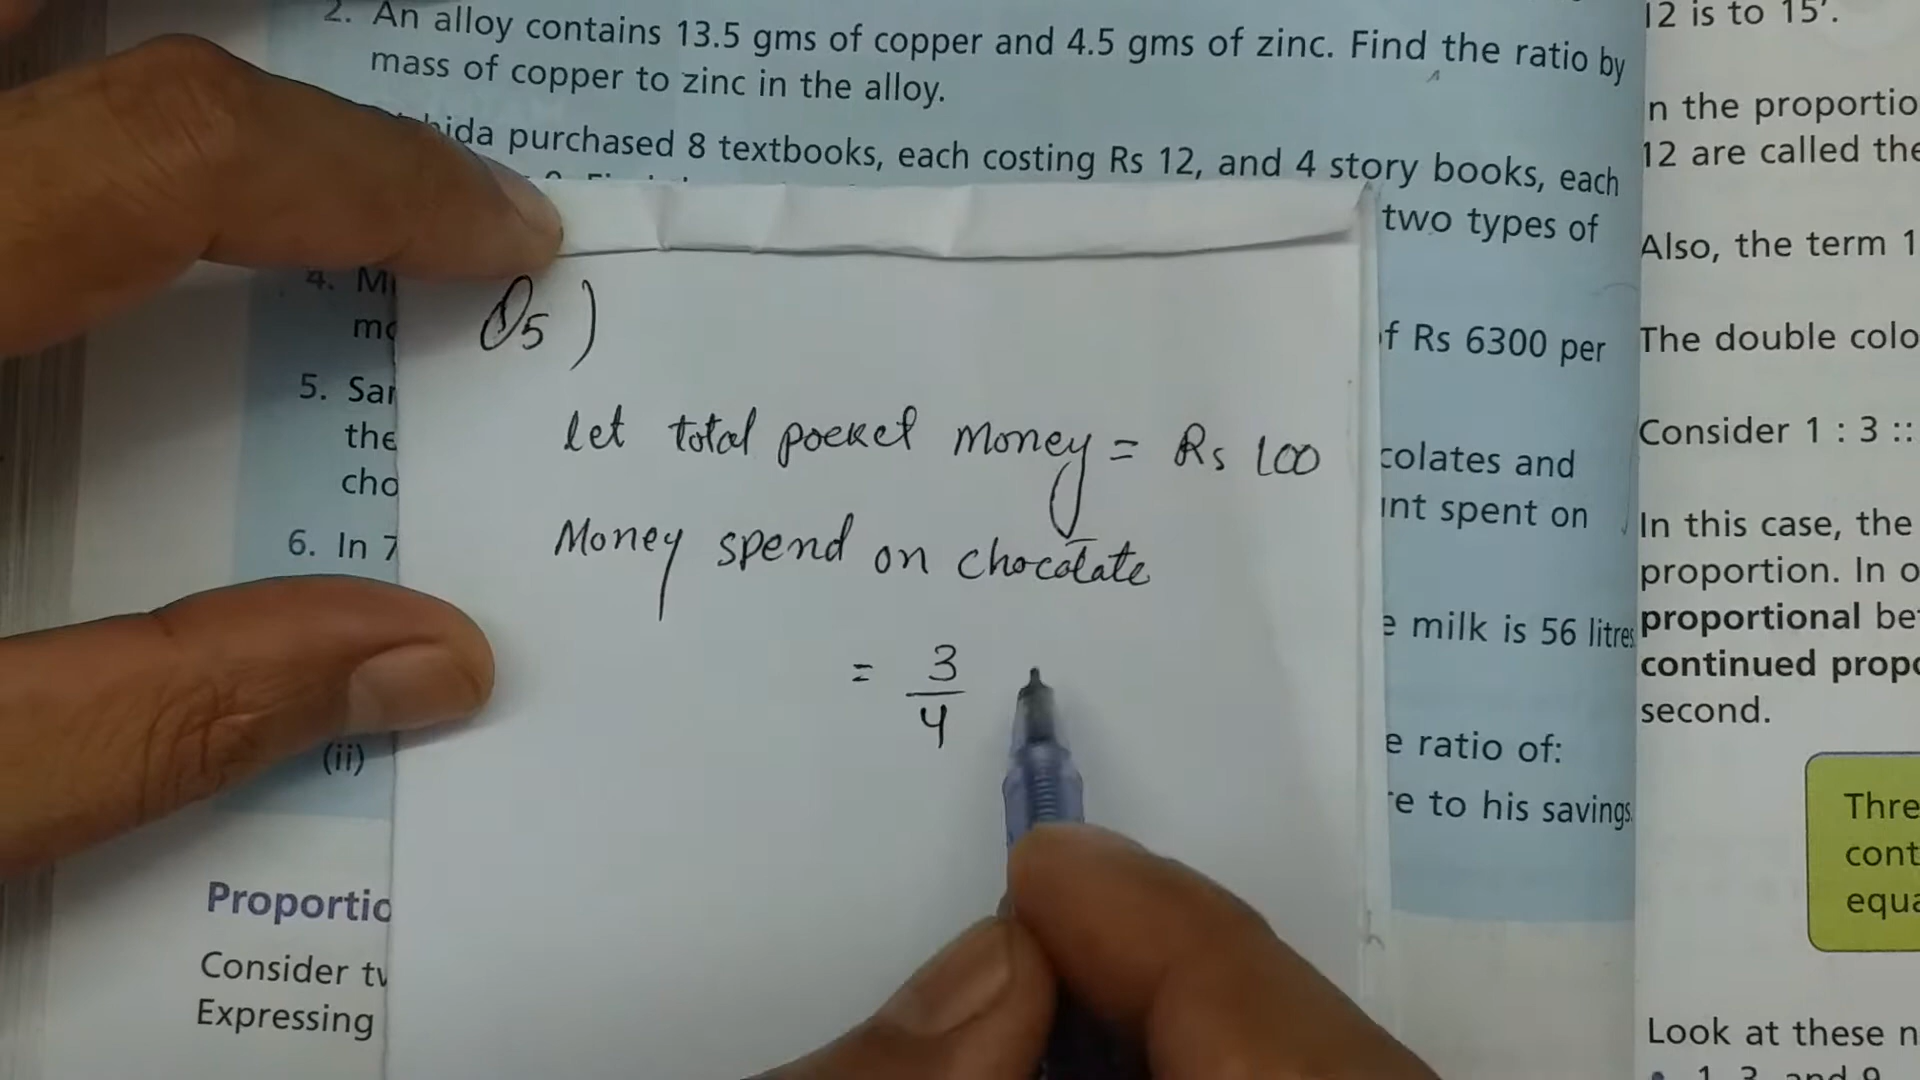 2. An alloy contains 13.5 gms of copper and 4.5 gms of zinc. Find the ratio by
mass of copper to zinc in the alloy.
purchased 8 textbooks, each costing Rs 12, and 4 story books, each
two types of
4.
f Rs 6300 per
5.
the
colates and
spent on
6. In 7
e milk is 56 litres
(ii)
e ratio of:
e to his savings.
Q5)
let total pocket money = Rs 100
Money spend on chocolate
= 3
4
Proportio
Consider tw
Expressing
12 is to 15'.
n the proportio
12 are called the
Also, the term 1
The double colo
Consider 1 : 3 ::
In this case, the
proportion. In o
proportional be
continued propo
second.
Thre
cont
equa
Look at these n
1, 3, and 9